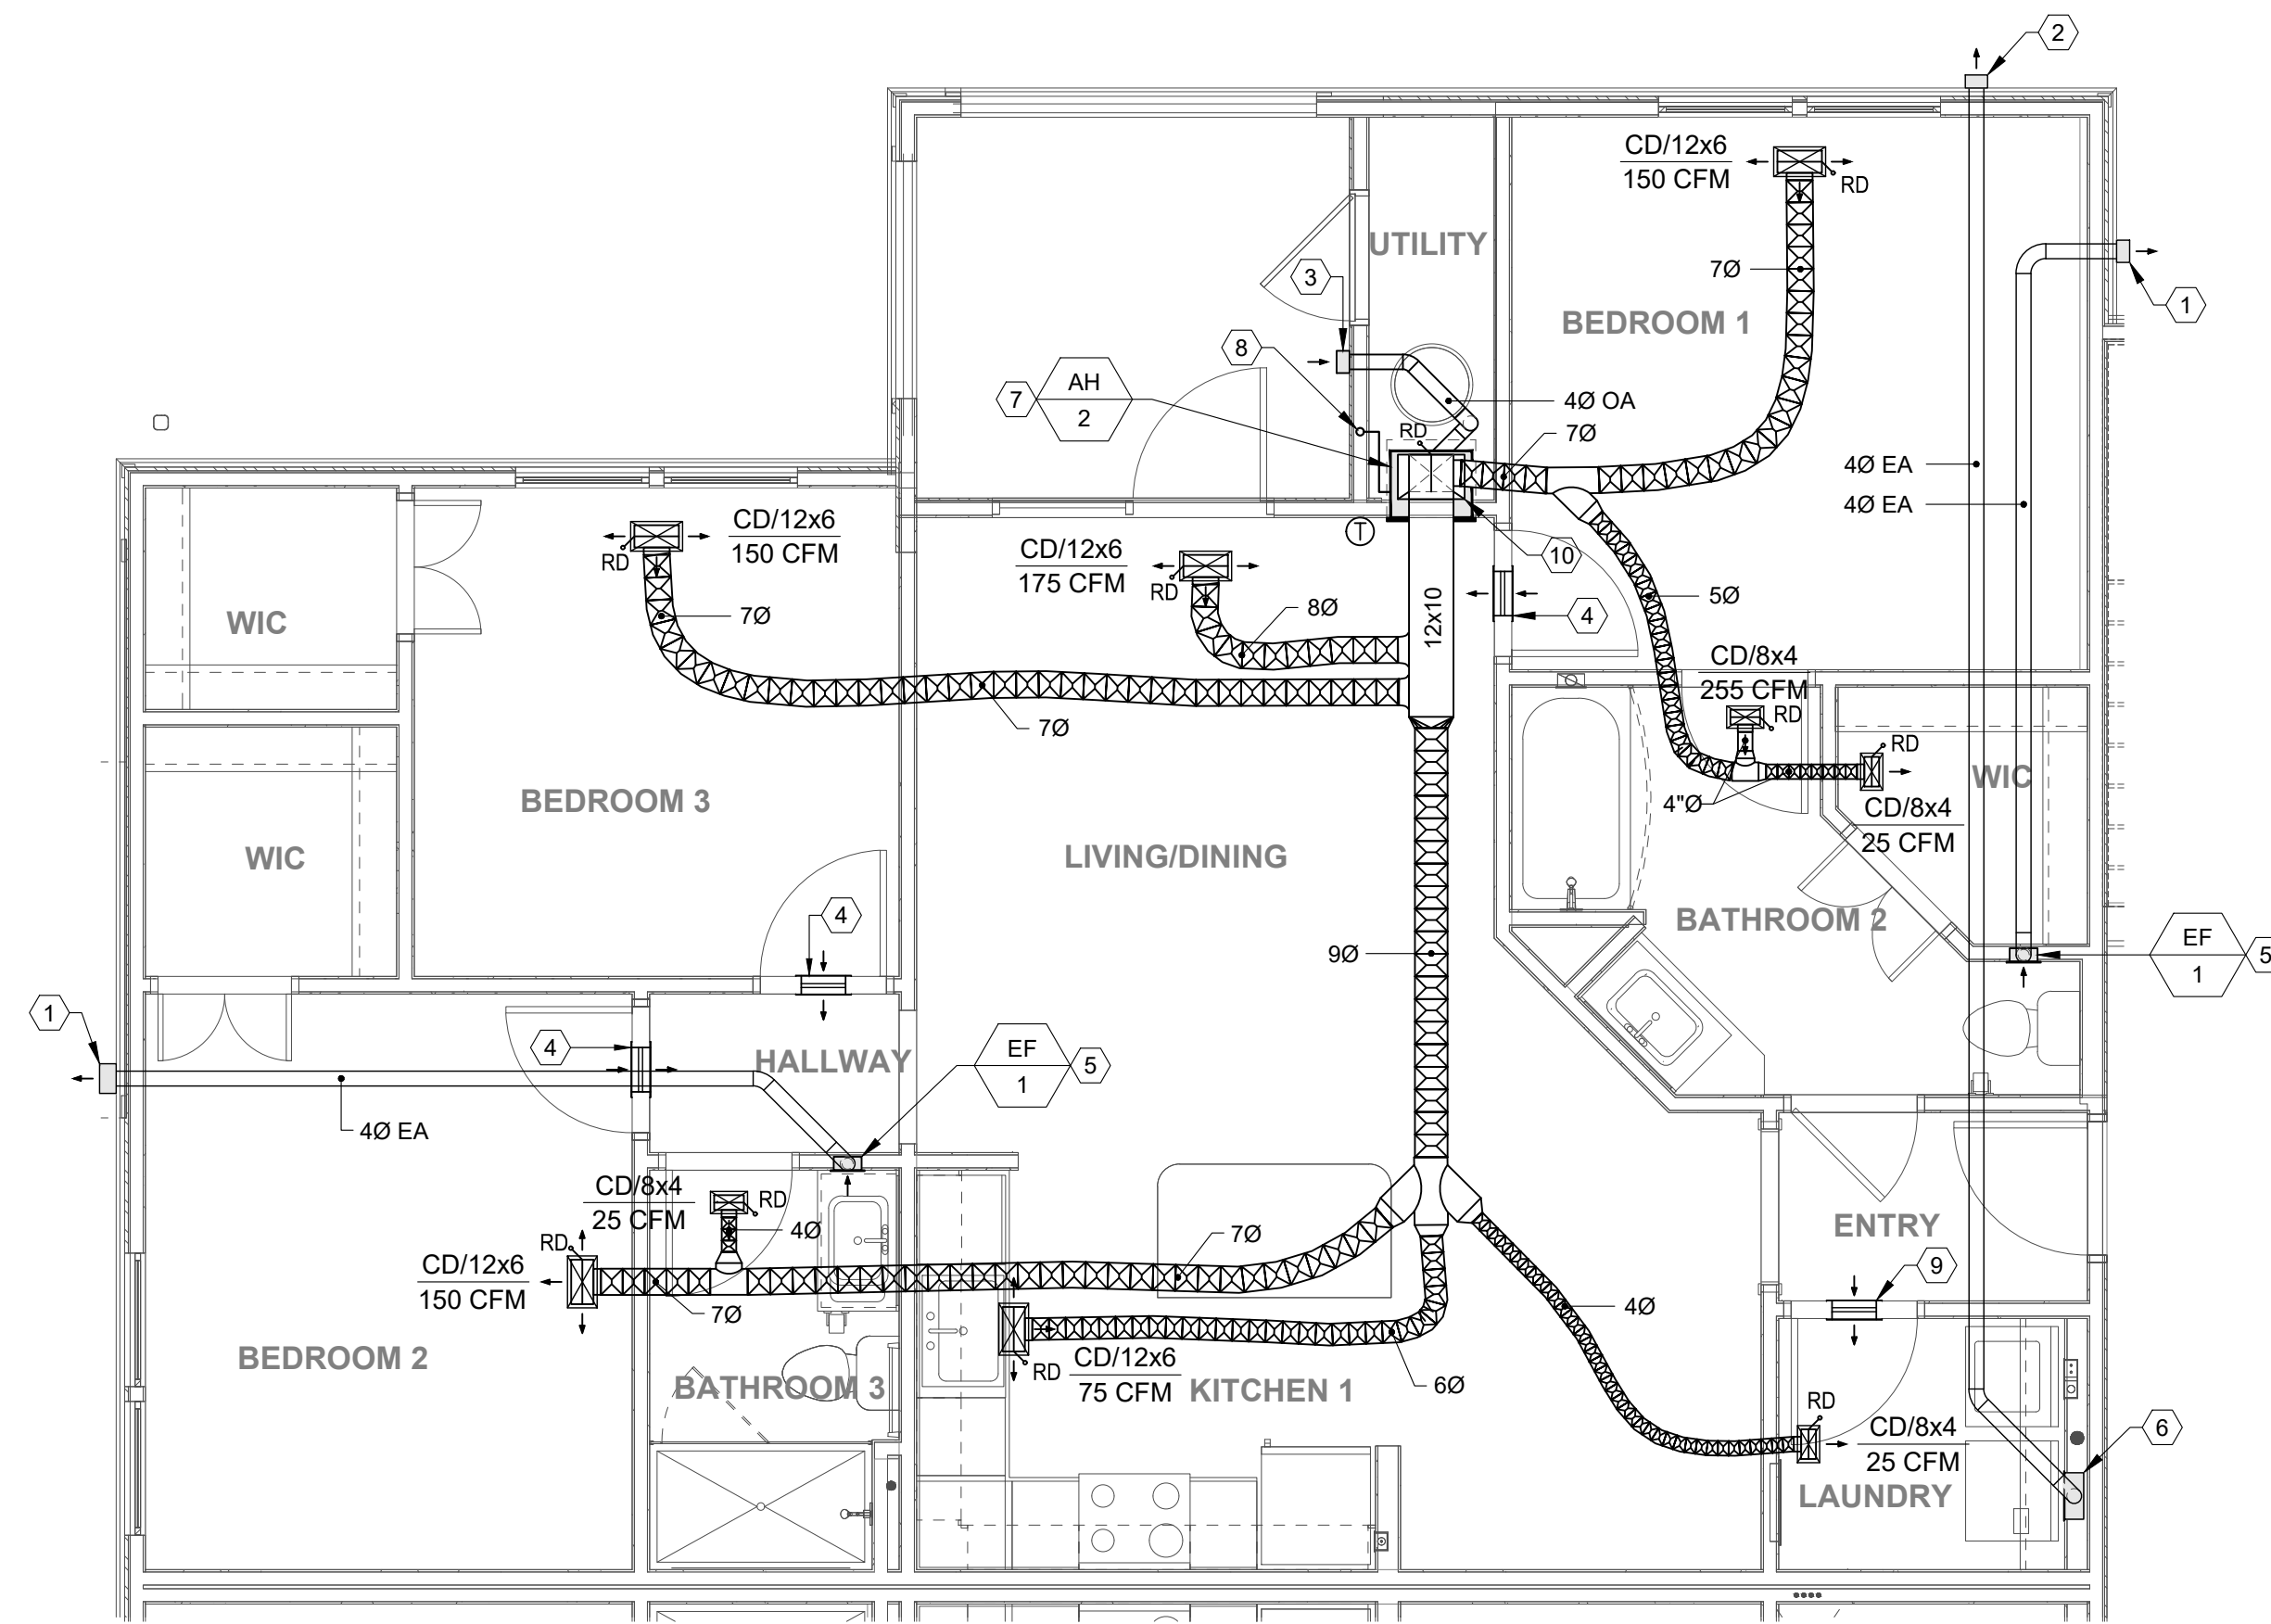 2
CD/12x6
150 CFM
RD
UTILITY
3
7Ø
1
BEDROOM 1
8
AH
2
7
4Ø OA
RD
7Ø
4Ø EA
4Ø EA
CD/12x6
150 CFM
RD
CD/12x6
175 CFM
RD
T
10
12x10
4
5Ø
7Ø
8Ø
WIC
CD/8x4
255 CFM
RD
7Ø
RD
WIC
BEDROOM 3
4"Ø
CD/8x4
25 CFM
WIC
LIVING/DINING
4
BATHROOM 2
9Ø
EF
1
5
1
4
HALLWAY
EF
1
5
4Ø EA
CD/8x4
25 CFM
RD
4Ø
ENTRY
RD
7Ø
9
CD/12x6
150 CFM
7Ø
4Ø
BEDROOM 2
BATHROOM 3
RD
CD/12x6
75 CFM
KITCHEN 1
6Ø
RD
CD/8x4
25 CFM
6
LAUNDRY